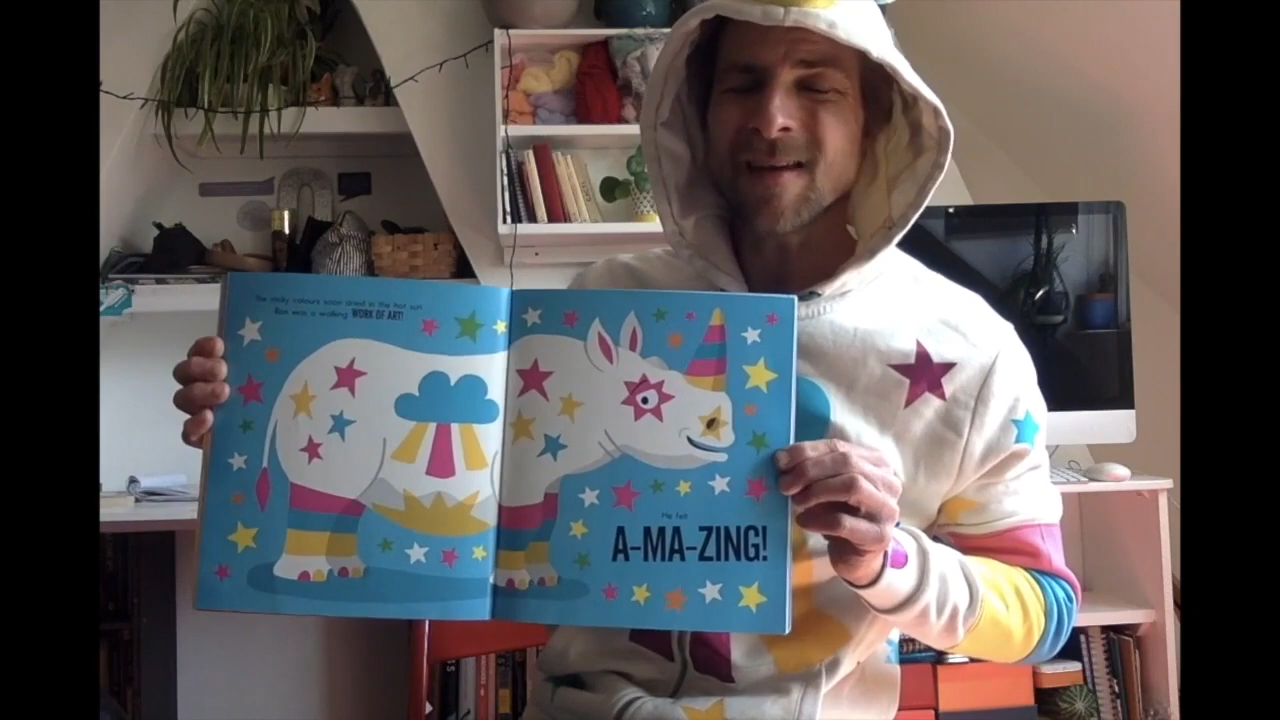 The sticky colours soon dried in the hot sun.
Ron was a walking WORK OF ART!
He felt
A-MA-ZING!